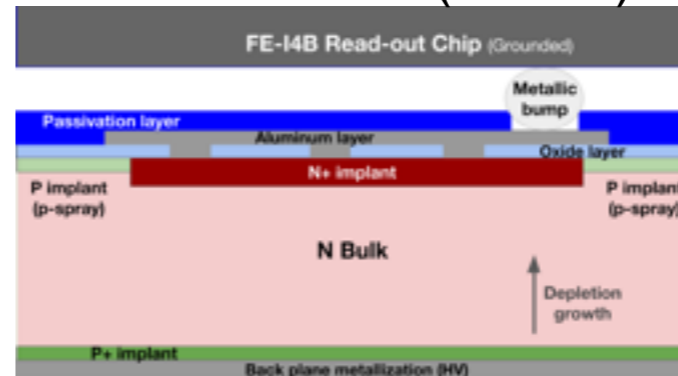 FE-I4B Read-out Chip (Grounded)
Metallic
bump
Passivation layer
Aluminum layer
Oxide layer
N+ implant
P implant
(p-spray)
P implant
(p-spray)
N Bulk
Depletion
growth
P+ implant
Back plane metallization (HV)